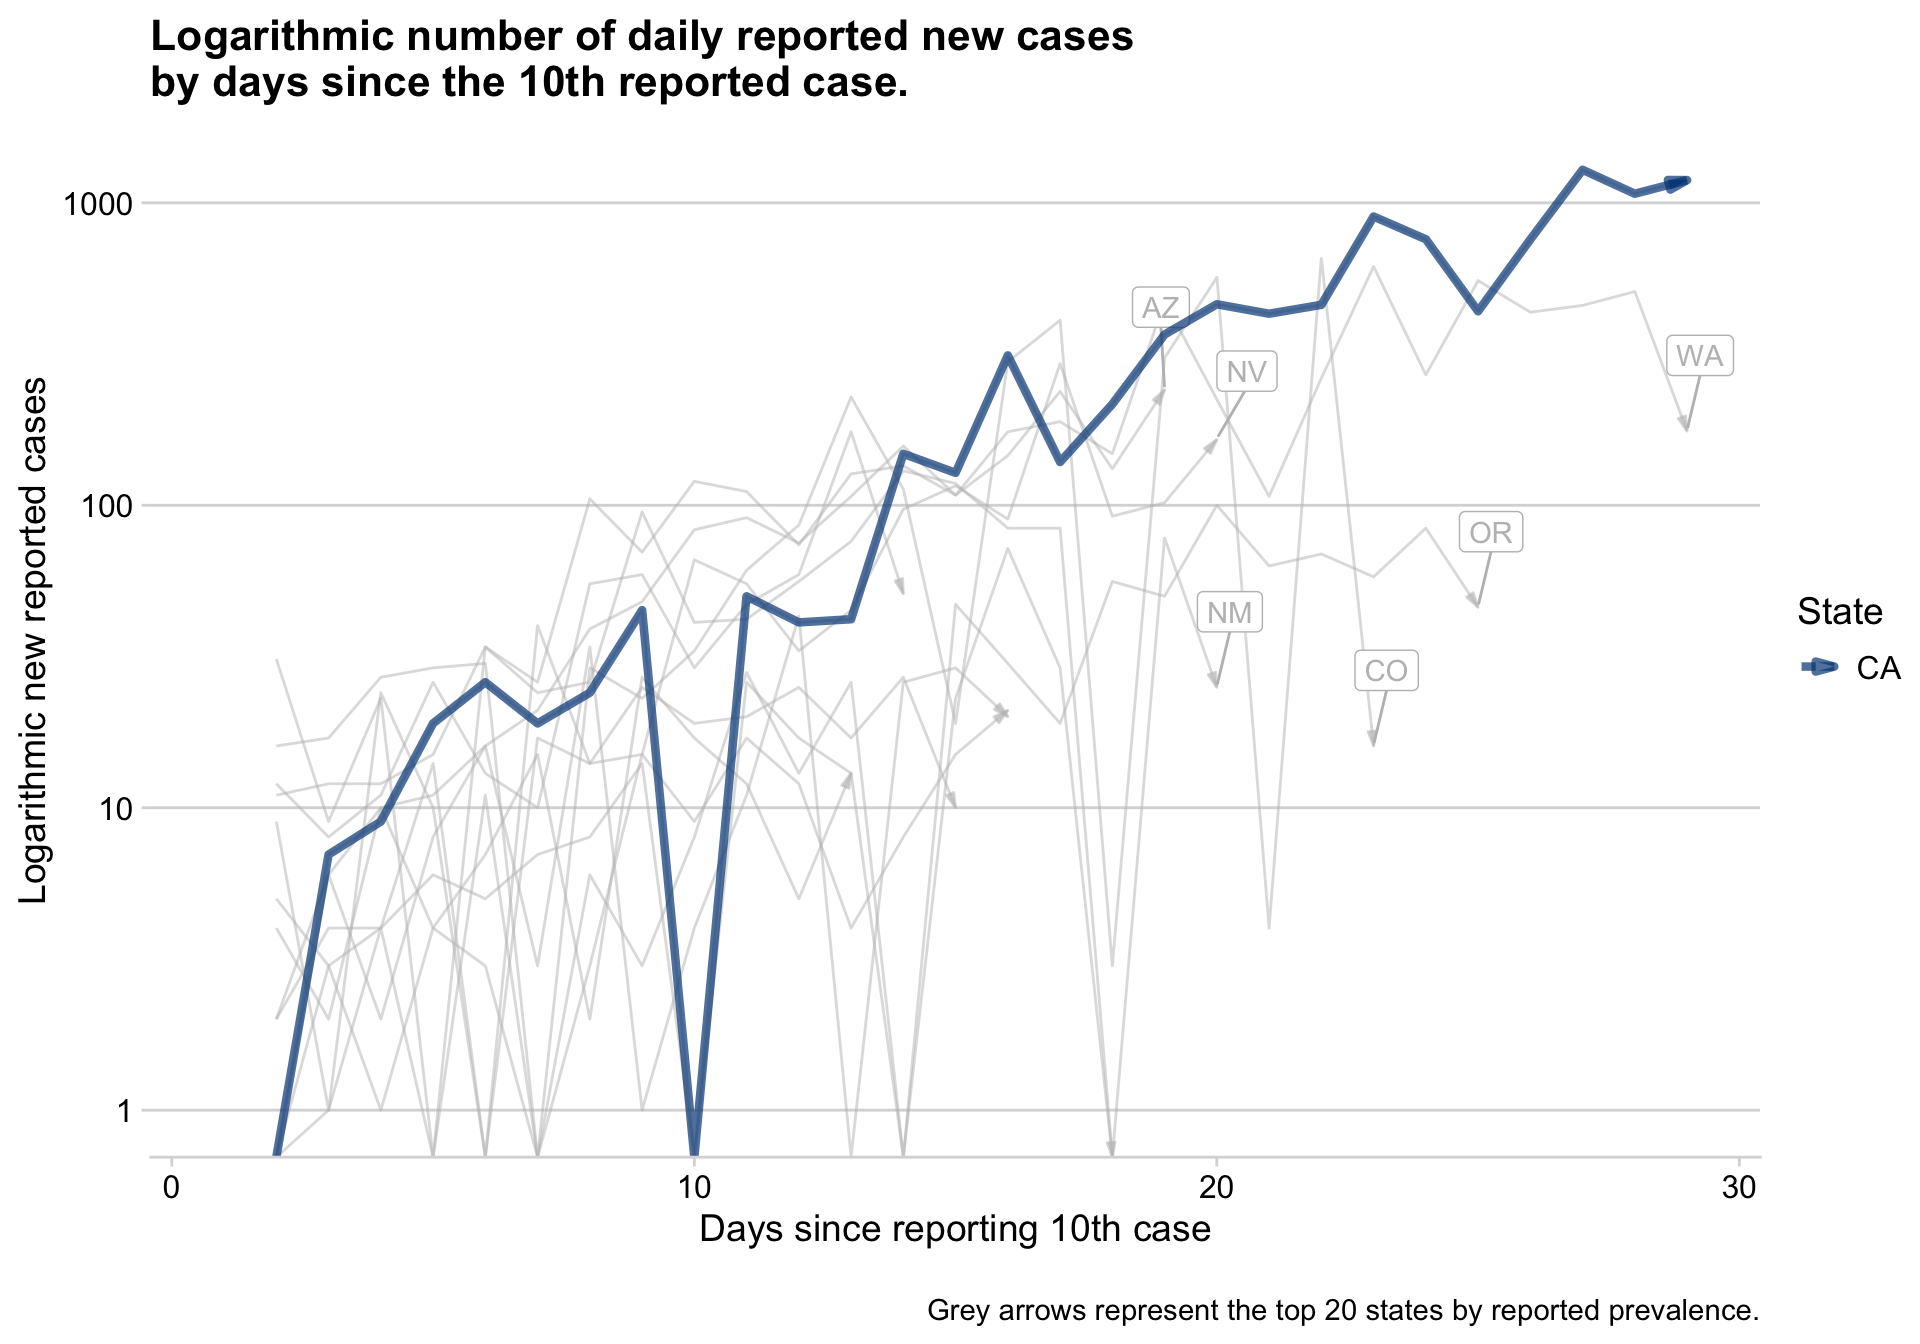 Logarithmic number of daily reported new cases
by days since the 10th reported case.
Logarithmic new reported cases
1000
100
10
1
AZ
NV
WA
OR
NM
CO
State
CA
0
10
20
30
Days since reporting 10th case
Grey arrows represent the top 20 states by reported prevalence.